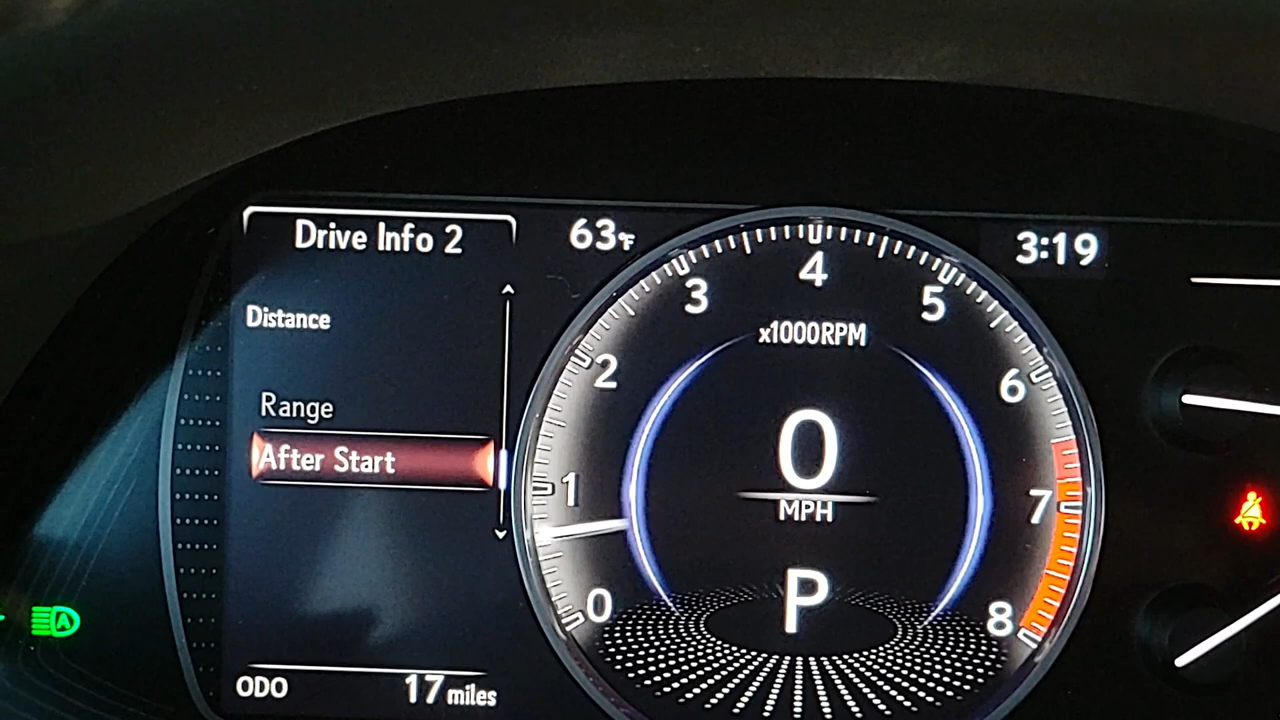 Drive Info 2
63°F
3:19
Distance
Range
After Start
ODO 17 miles
4
3 5
x1000RPM
2 6
0
MPH
1 7
P
0 8
A